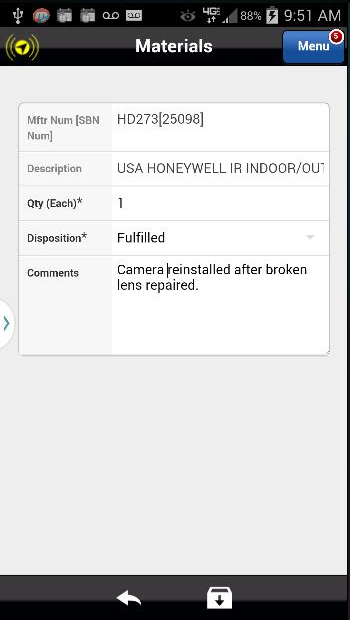 4G 88% 9:51 AM
Materials
Menu
5
Mftr Num [SBN Num]
HD273[25098]
Description
USA HONEYWELL IR INDOOR/OUT
Qty (Each)*
1
Disposition*
Fulfilled
Comments
Camera reinstalled after broken
lens repaired.